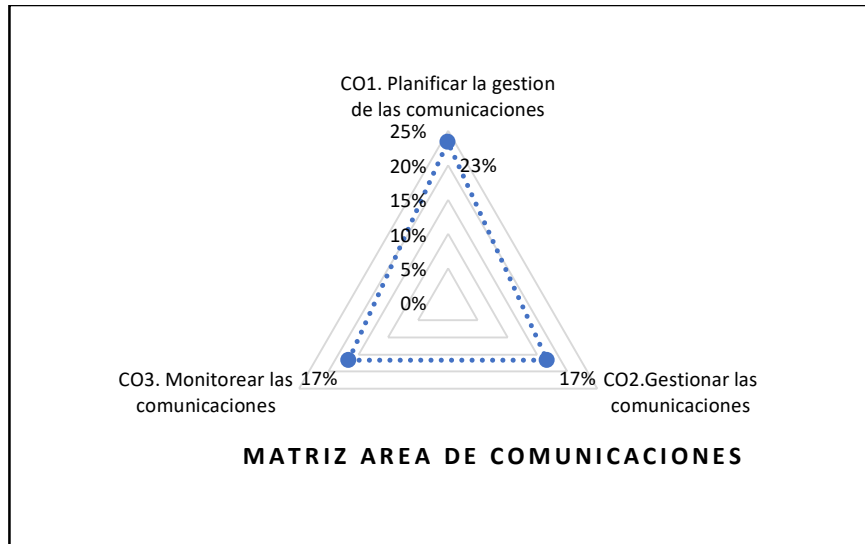 CO1. Planificar la gestion
de las comunicaciones
25%
20%
23%
15%
10%
5%
0%
CO3. Monitorear las
comunicaciones
17%
17%
CO2.Gestionar las
comunicaciones
MATRIZ AREA DE COMUNICACIONES